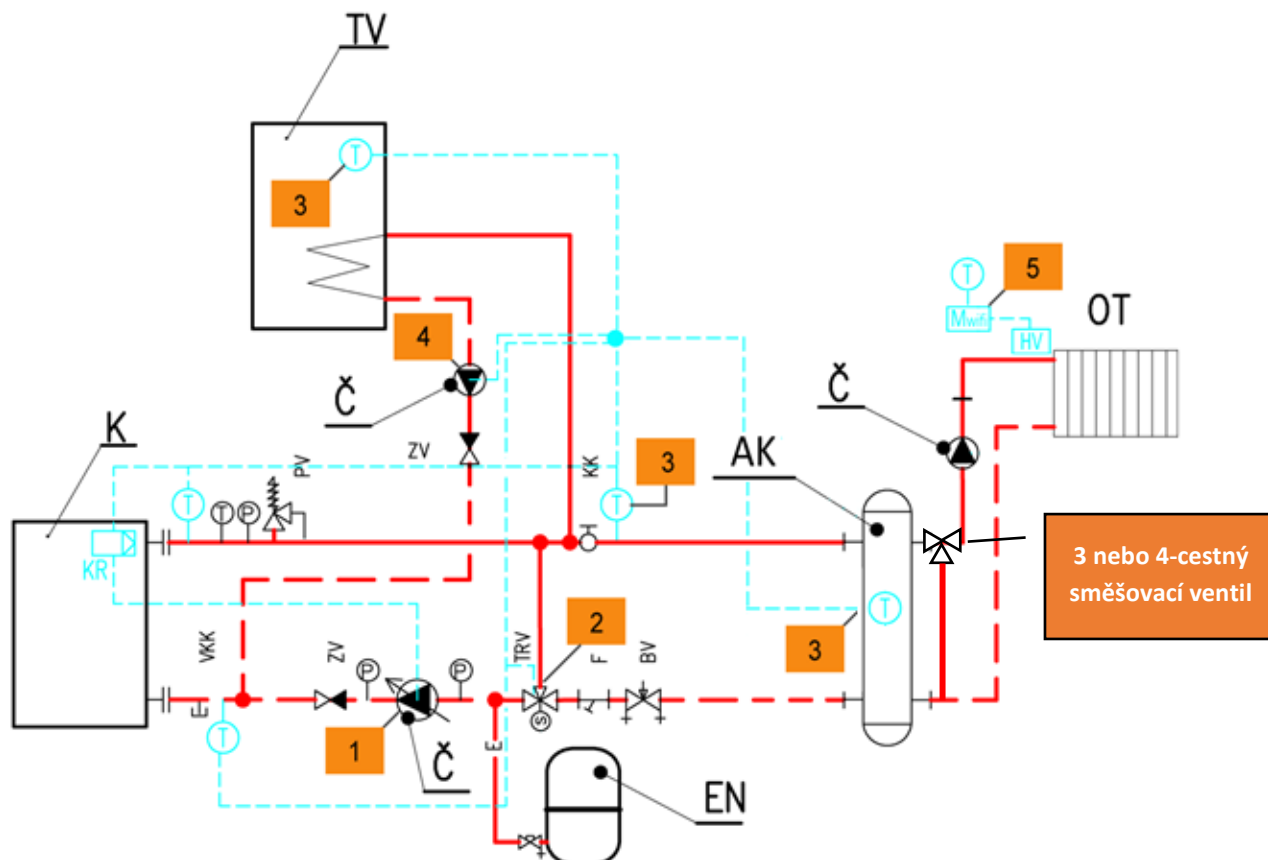 TV
T
3
5
T
Mwifi
HV
OT
4
Č
Č
K
PV
ZV
KK
3
AK
T
T
T
P
KR
3 nebo 4-cestný
směšovací ventil
VKK
ZV
TRV
2
F
BV
3
T
P
P
T
S
1
Č
E
EN